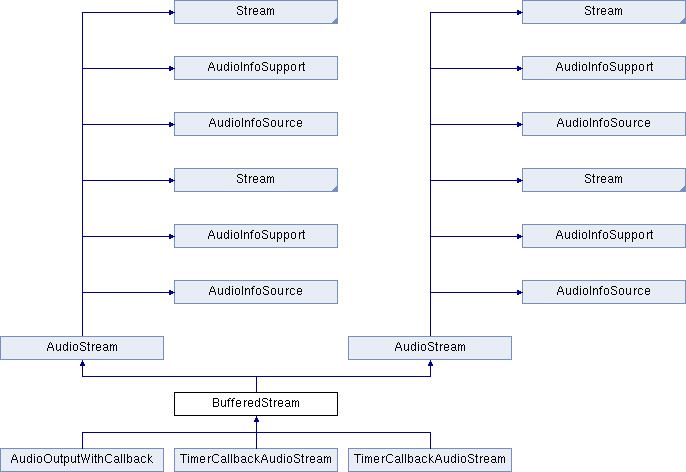 Stream
Stream
AudioInfoSupport
AudioInfoSupport
AudioInfoSource
AudioInfoSource
Stream
Stream
AudioInfoSupport
AudioInfoSupport
AudioInfoSource
AudioInfoSource
AudioStream
AudioStream
BufferedStream
AudioOutputWithCallback
TimerCallbackAudioStream
TimerCallbackAudioStream